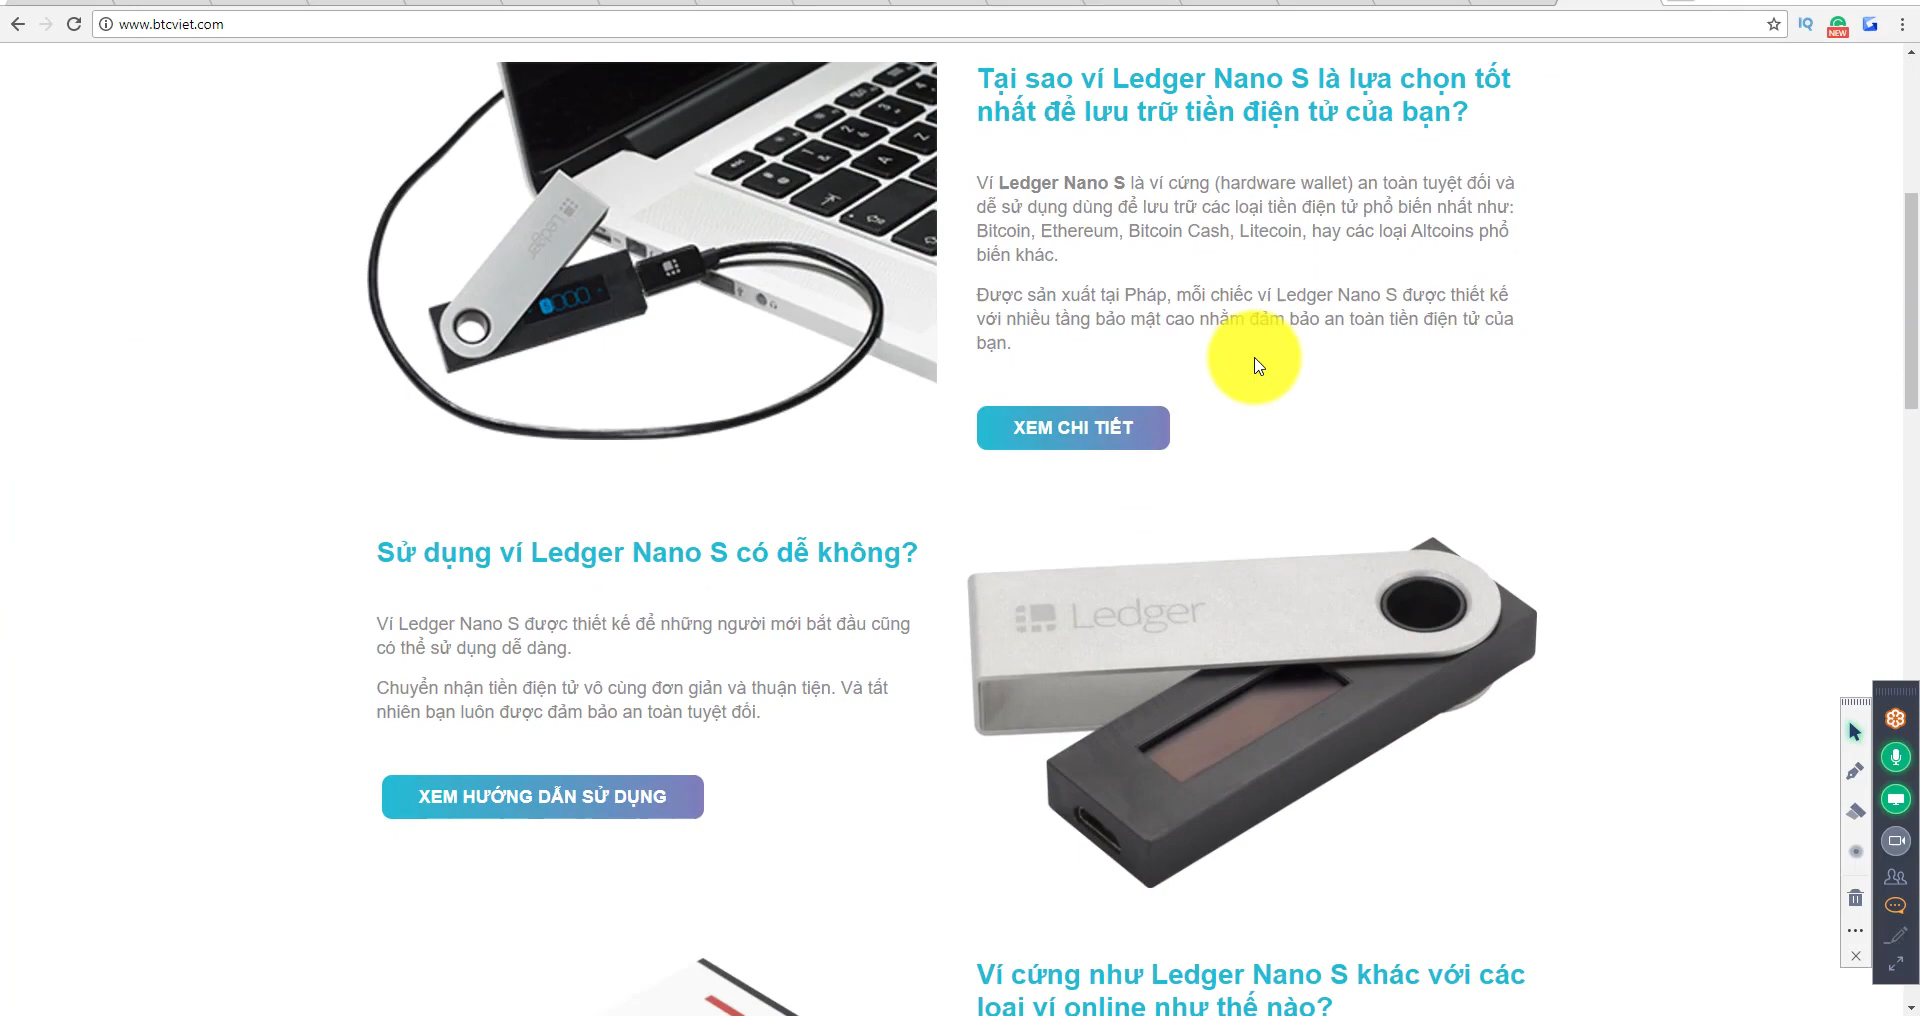 www.btcviet.com
IQ
NEW
Tại sao ví Ledger Nano S là lựa chọn tốt
nhất để lưu trữ tiền điện tử của bạn?
Ví Ledger Nano S là ví cứng (hardware wallet) an toàn tuyệt đối và
dễ sử dụng dùng để lưu trữ các loại tiền điện tử phổ biến nhất như:
Bitcoin, Ethereum, Bitcoin Cash, Litecoin, hay các loại Altcoins phổ
biến khác.
Được sản xuất tại Pháp, mỗi chiếc ví Ledger Nano S được thiết kế
với nhiều tầng bảo mật cao nhằm đảm bảo an toàn tiền điện tử của
bạn.
XEM CHI TIẾT
Ledger
Sử dụng ví Ledger Nano S có dễ không?
Ví Ledger Nano S được thiết kế để những người mới bắt đầu cũng
có thể sử dụng dễ dàng.
Chuyển nhận tiền điện tử vô cùng đơn giản và thuận tiện. Và tất
nhiên bạn luôn được đảm bảo an toàn tuyệt đối.
XEM HƯỚNG DẪN SỬ DỤNG
Ledger
Ví cứng như Ledger Nano S khác với các
loại ví online như thế nào?